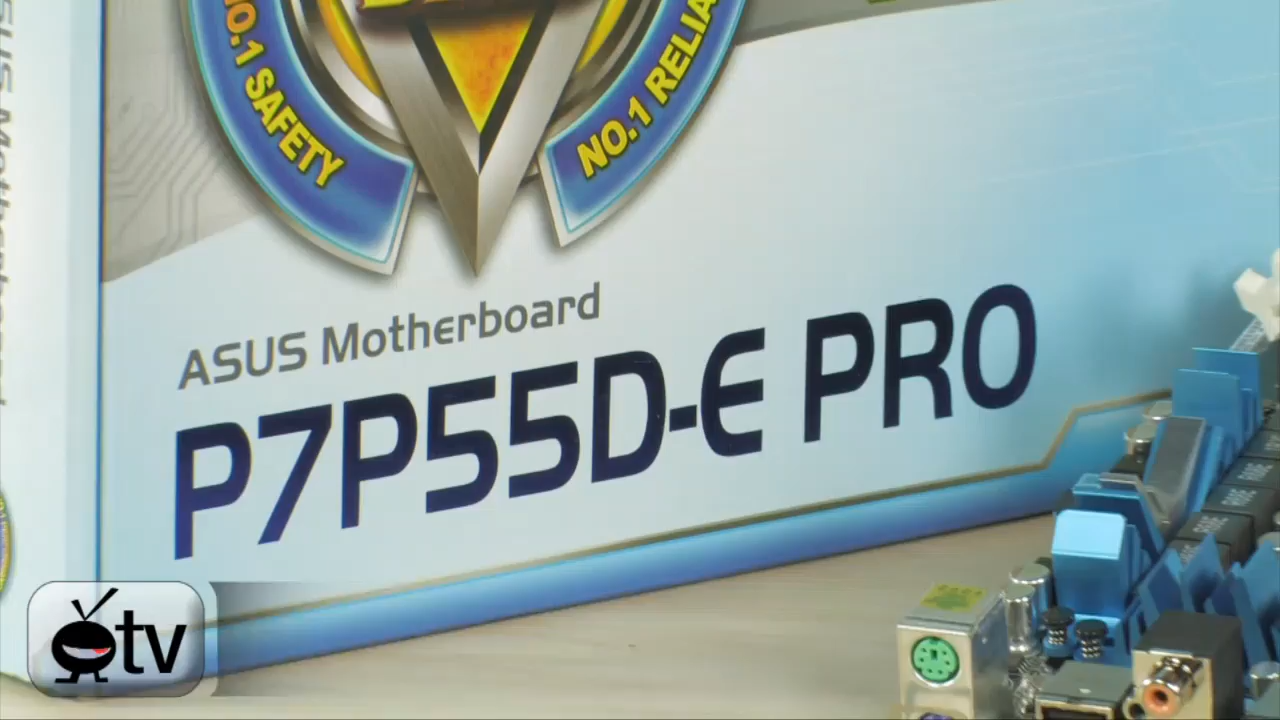 NO.1 SAFETY
NO.1 RELIA
ASUS Motherboard
P7P55D-E PRO
tv